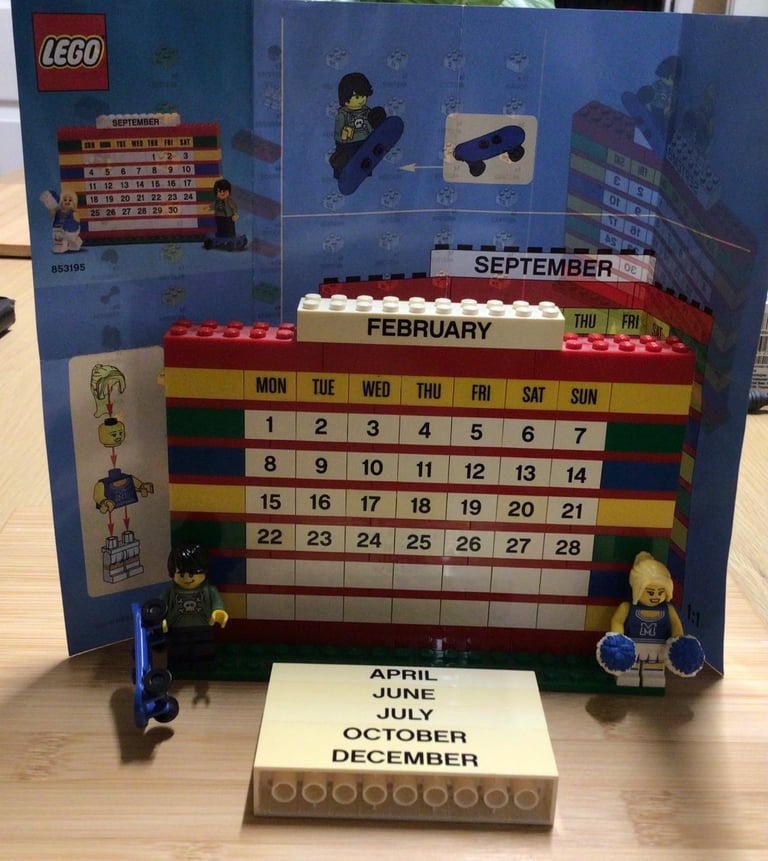 LEGO
SEPTEMBER
SUN MON TUE WED THU FRI SAT
1 2 3
4 5 6 7 8 9 10
11 12 13 14 15 16 17
18 19 20 21 22 23 24
25 26 27 28 29 30
853195
SEPTEMBER
THU FRI SAT
FEBRUARY
MON TUE WED THU FRI SAT SUN
1 2 3 4 5 6 7
8 9 10 11 12 13 14
15 16 17 18 19 20 21
22 23 24 25 26 27 28
M
M
1:1
APRIL
JUNE
JULY
OCTOBER
DECEMBER